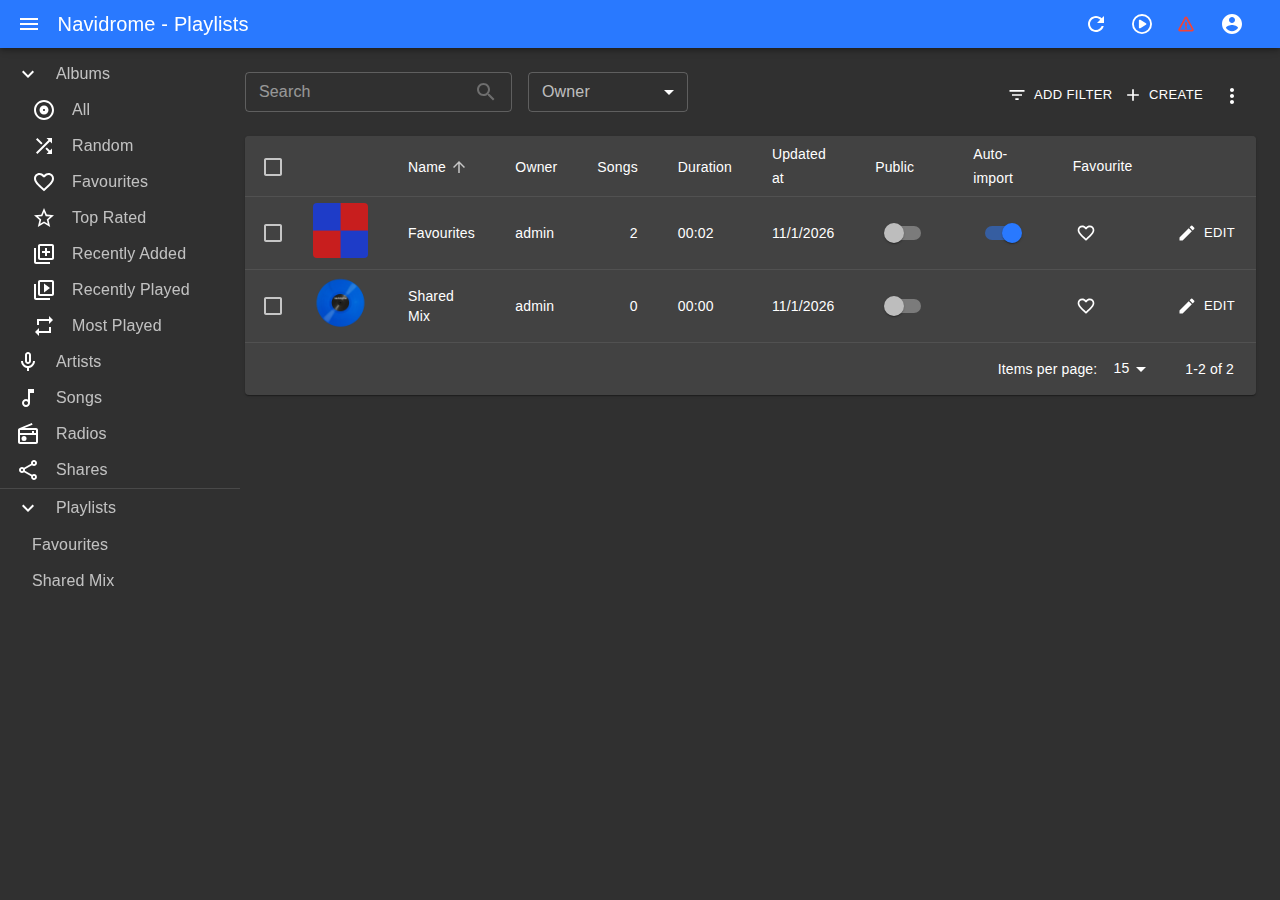 Navidrome - Playlists
Albums
All
Random
Favourites
Top Rated
Recently Added
Recently Played
Most Played
Artists
Songs
Radios
Shares
Playlists
Favourites
Shared Mix
Search
Owner
ADD FILTER
CREATE
Name
Owner
Songs
Duration
Updated
at
Public
Auto-
import
Favourite
Favourites
admin
2
00:02
11/1/2026
EDIT
Shared
Mix
admin
0
00:00
11/1/2026
EDIT
Items per page:
15
1-2 of 2